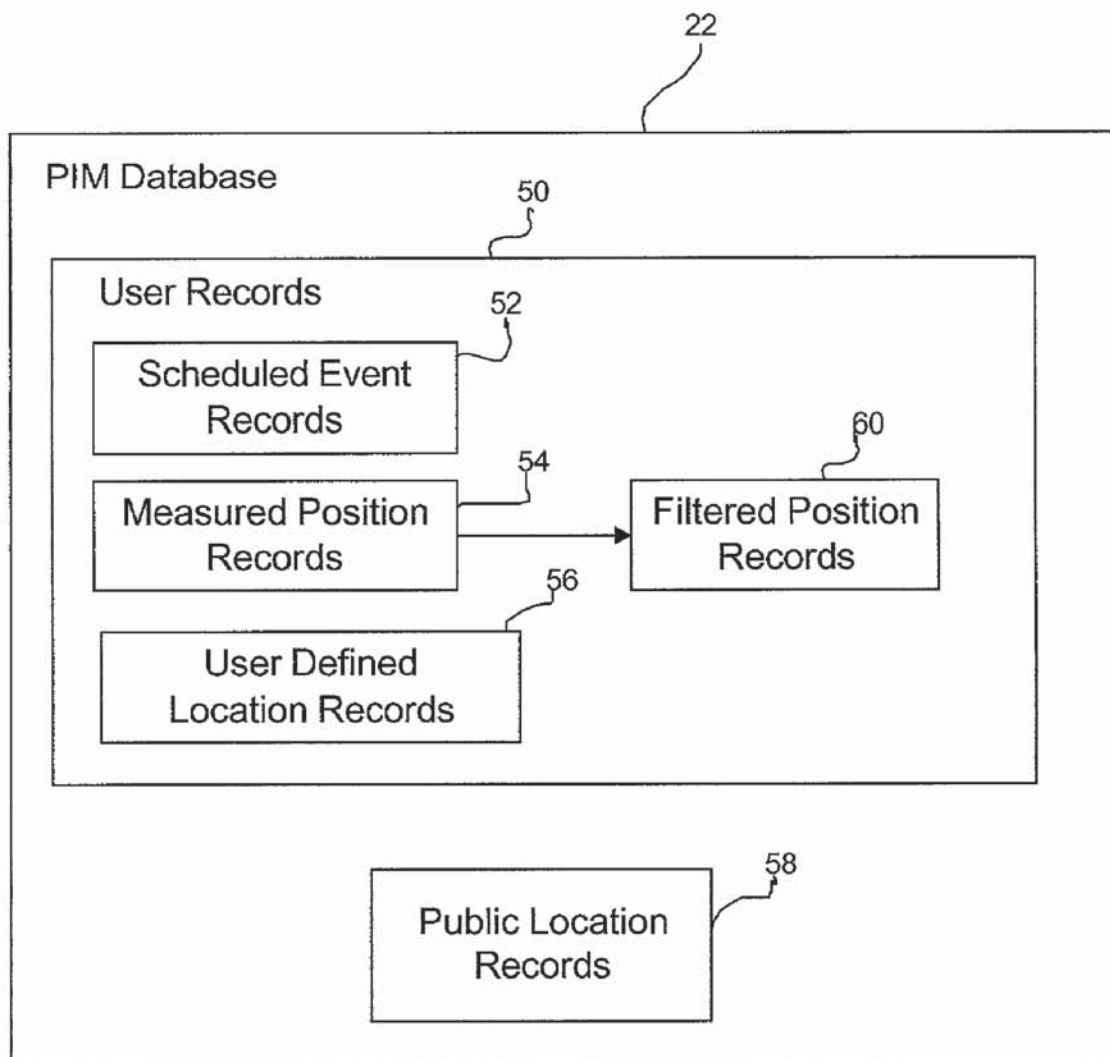 22
PIM Database
50
User Records
52
Scheduled Event
Records
54
Measured Position
Records
60
Filtered Position
Records
56
User Defined
Location Records
58
Public Location
Records